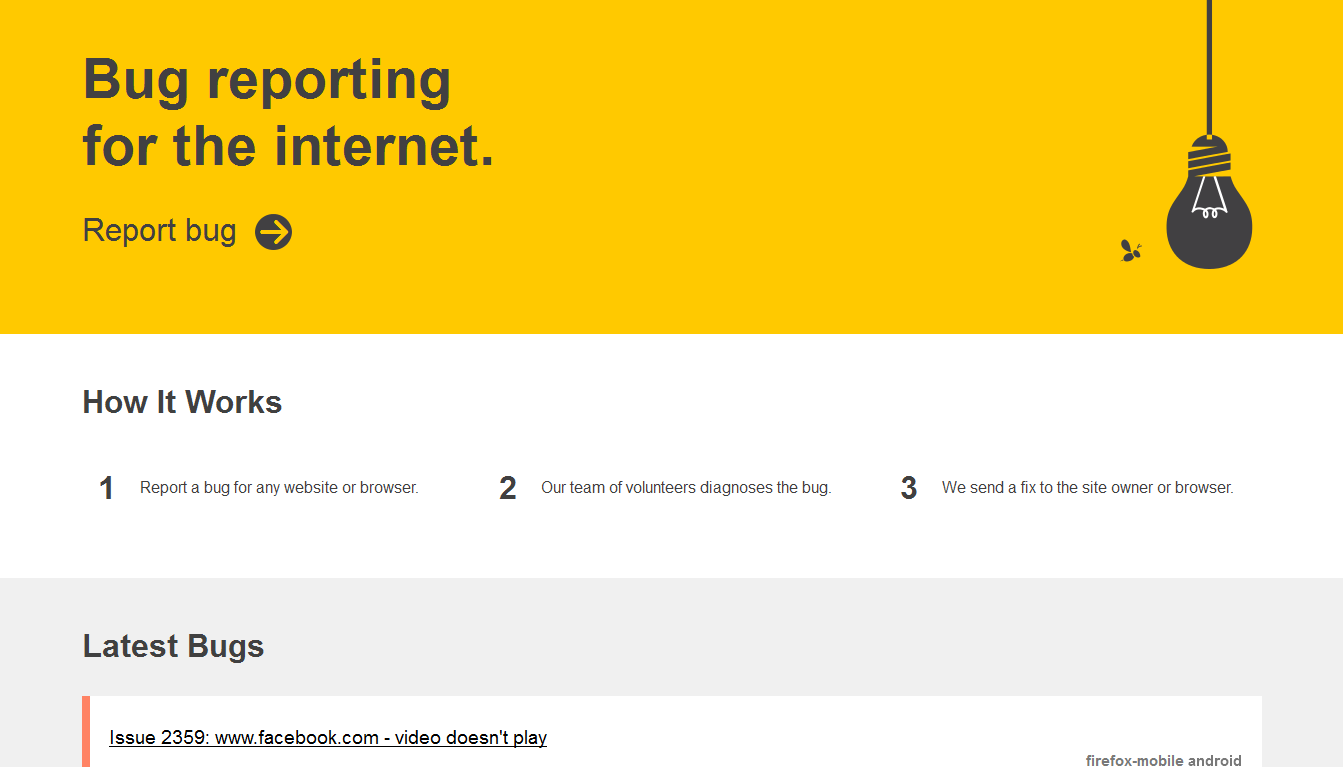 Bug reporting
for the internet.
Report bug
How It Works
1 Report a bug for any website or browser.
2 Our team of volunteers diagnoses the bug.
3 We send a fix to the site owner or browser.
Latest Bugs
Issue 2359: www.facebook.com - video doesn't play
firefox-mobile android